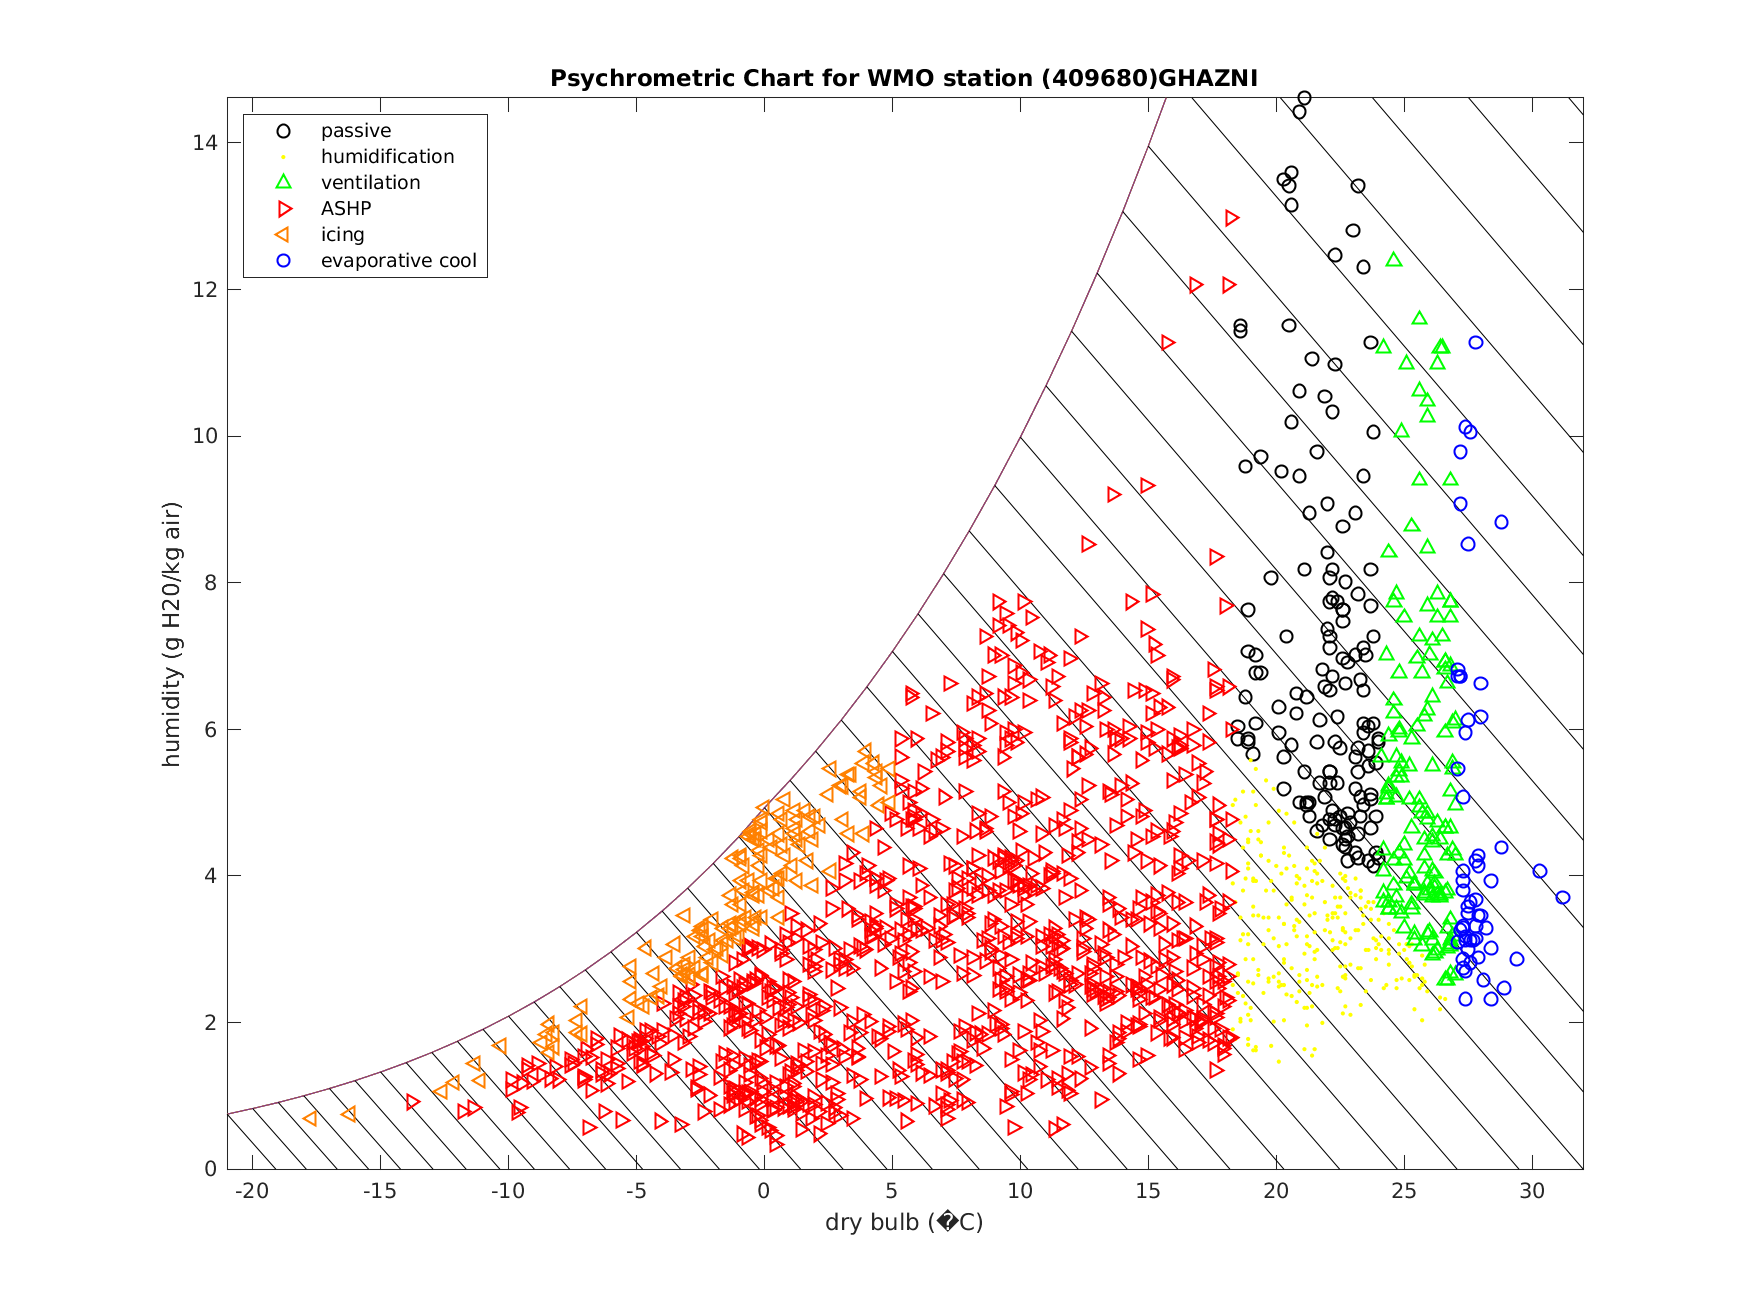 Psychrometric Chart for WMO station (409680)GHAZNI
passive
humidification
ventilation
ASHP
icing
evaporative cool
humidity (g H20/kg air)
14
12
10
8
6
4
2
0
-20 -15 -10 -5 0 5 10 15 20 25 30
dry bulb (�C)